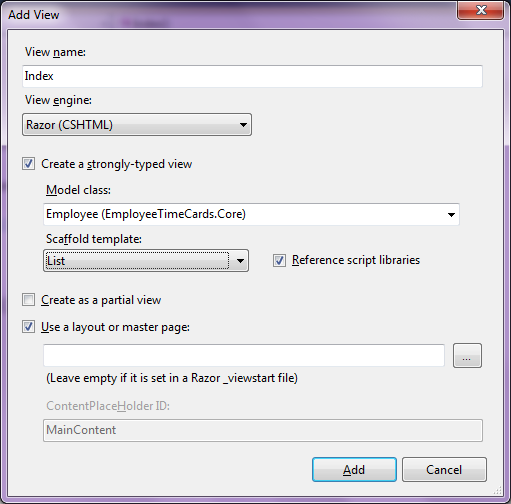 Add View
View name:
Index
View engine:
Razor (CSHTML)
Create a strongly-typed view
Model class:
Employee (EmployeeTimeCards.Core)
Scaffold template:
List
Reference script libraries
Create as a partial view
Use a layout or master page:
...
(Leave empty if it is set in a Razor _viewstart file)
ContentPlaceHolder ID:
MainContent
Add Cancel